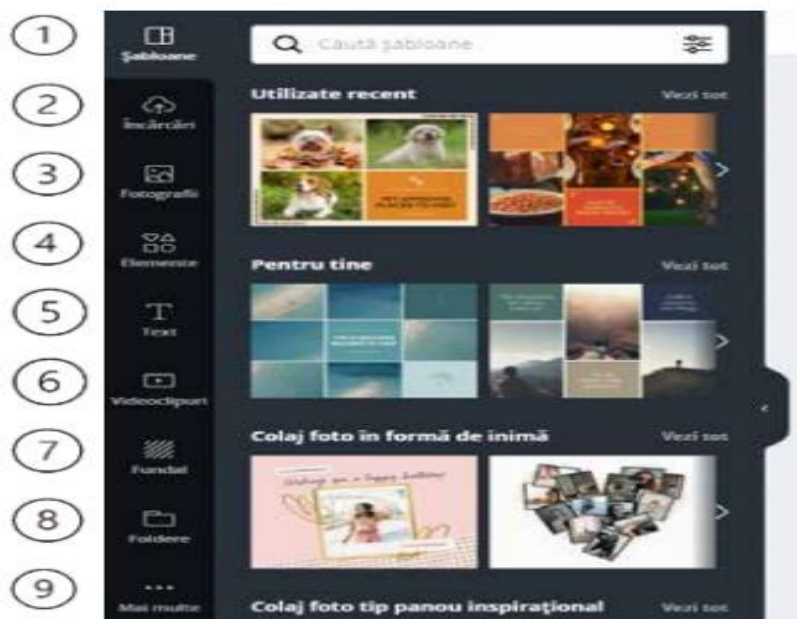 1
Șabloane
Caută șabloane
2
Încărcări
Utilizate recent
Vezi tot
3
Fotografii
4
Elemente
Pentru tine
Vezi tot
5
Text
6
Videoclipuri
7
Fundal
Colaj foto în formă de inimă
Vezi tot
8
Foldere
9
Mai multe
Colaj foto tip panou inspirațional
Vezi tot